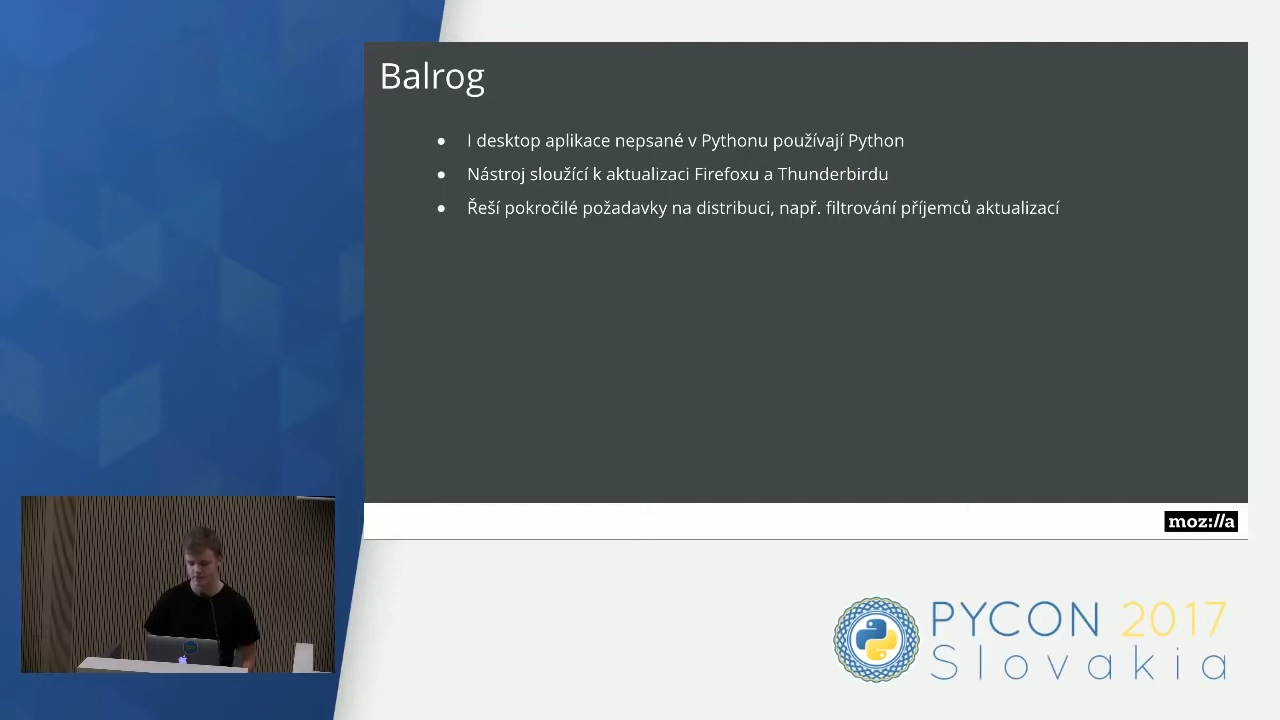 Balrog
● I desktop aplikace nepsané v Pythonu používají Python
● Nástroj sloužící k aktualizaci Firefoxu a Thunderbirdu
● Řeší pokročilé požadavky na distribuci, např. filtrování příjemců aktualizací
moz://a
PYCON 2017
Slovakia